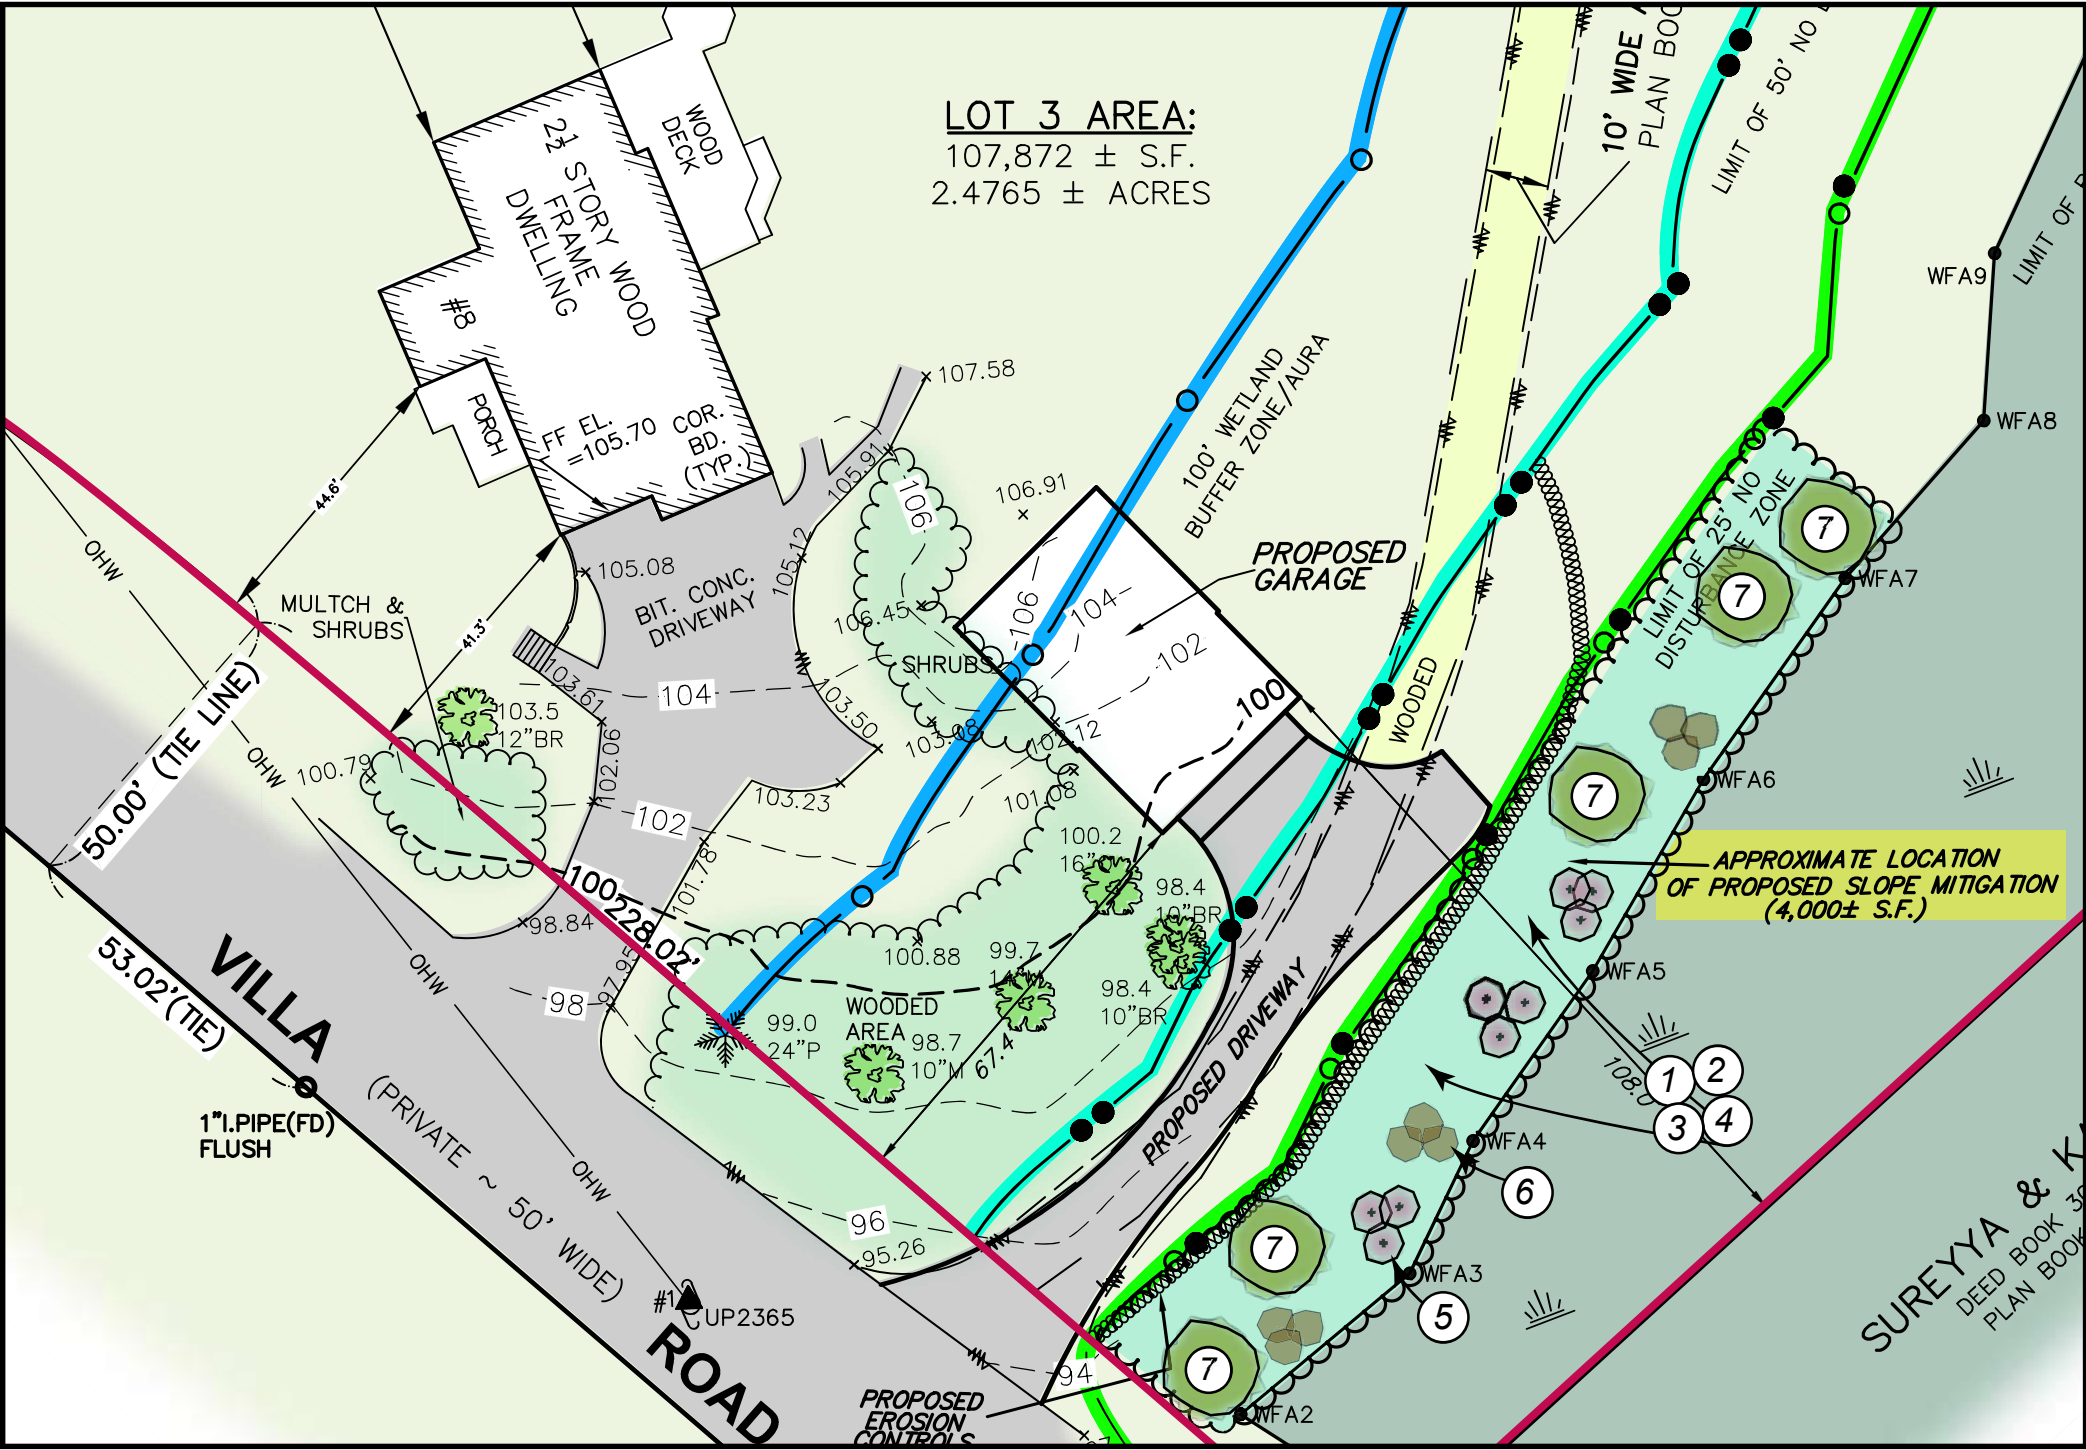 LOT 3 AREA:
107,872 ± S.F.
2.4765 ± ACRES
10' WIDE
PLAN
LIMIT OF 50' NO
WOOD
DECK
2½ STORY WOOD
FRAME
DWELLING
#8
PORCH
FF EL.
=105.70
COR.
BD.
(TYP.)
107.58
105.91
106
106.91
105.12
105.08
BIT. CONC.
DRIVEWAY
106.45
SHRUBS
100' WETLAND
BUFFER ZONE/AURA
PROPOSED
GARAGE
106
104
102
100
WOODED
LIMIT OF
WFA9
WFA8
WFA7
WFA6
WFA5
WFA4
WFA3
WFA2
LIMIT OF 25' NO
DISTURBANCE ZONE
7
7
7
7
7
44.6'
41.3'
OHW
OHW
OHW
OHW
MULTCH &
SHRUBS
50.00' (TIE LINE)
103.5
12"BR
103.61
102.06
104
103.50
103.08
102.12
101.08
100.79
102
103.23
101.78
98.84
97.95
98
100
228.02'
100.88
100.2
16"
98.4
10"BR
98.4
10"BR
99.7
WOODED
AREA
99.0
24"P
98.7
10"M
67.4
96
95.26
94
PROPOSED DRIVEWAY
APPROXIMATE LOCATION
OF PROPOSED SLOPE MITIGATION
(4,000± S.F.)
108.0
1
2
3
4
6
5
53.02'(TIE)
1"I.PIPE(FD)
FLUSH
VILLA
ROAD
(PRIVATE ~ 50' WIDE)
#1
UP2365
PROPOSED
EROSION
CONTROLS
SUREYYA &
DEED BOOK
PLAN BOOK